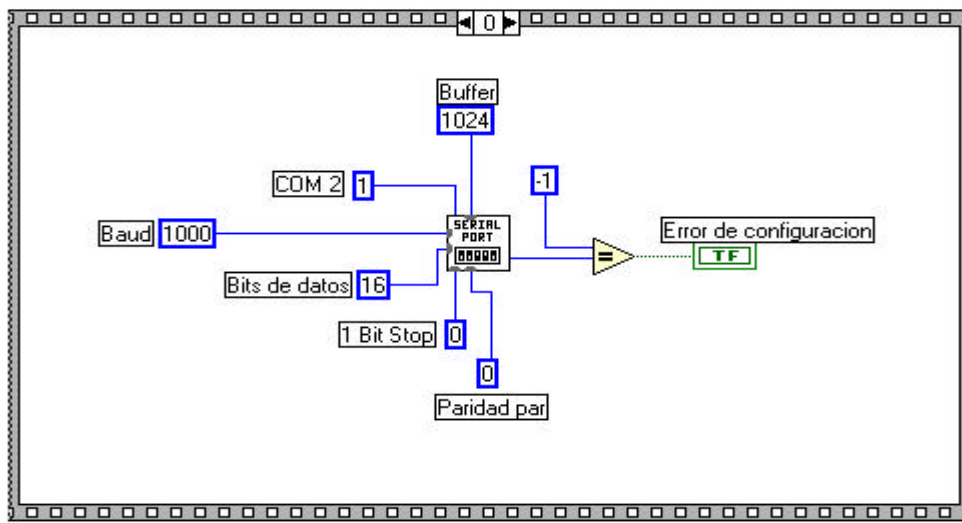 0
Buffer
1024
COM 2 1
-1
Baud 1000
SERIAL
PORT
Error de configuracion
=
TF
Bits de datos 16
1 Bit Stop 0
0
Paridad par